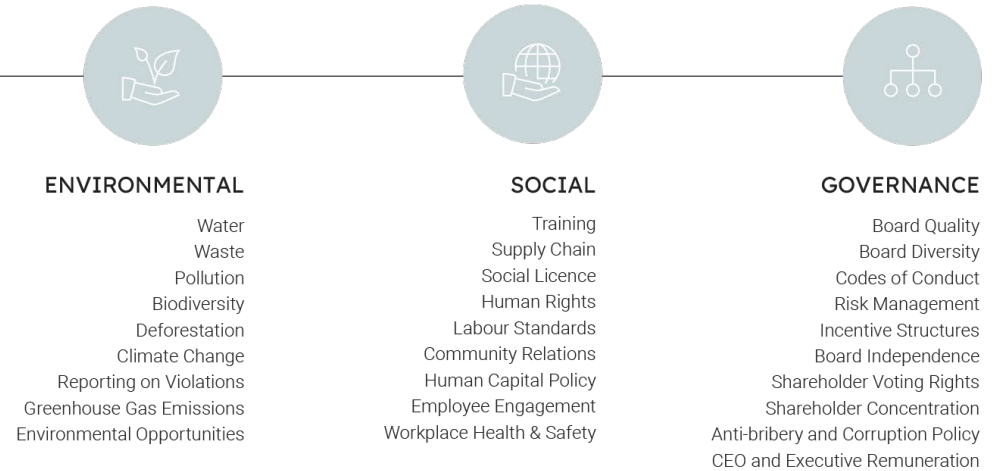 ENVIRONMENTAL
Water
Waste
Pollution
Biodiversity
Deforestation
Climate Change
Reporting on Violations
Greenhouse Gas Emissions
Environmental Opportunities
SOCIAL
Training
Supply Chain
Social Licence
Human Rights
Labour Standards
Community Relations
Human Capital Policy
Employee Engagement
Workplace Health & Safety
GOVERNANCE
Board Quality
Board Diversity
Codes of Conduct
Risk Management
Incentive Structures
Board Independence
Shareholder Voting Rights
Shareholder Concentration
Anti-bribery and Corruption Policy
CEO and Executive Remuneration